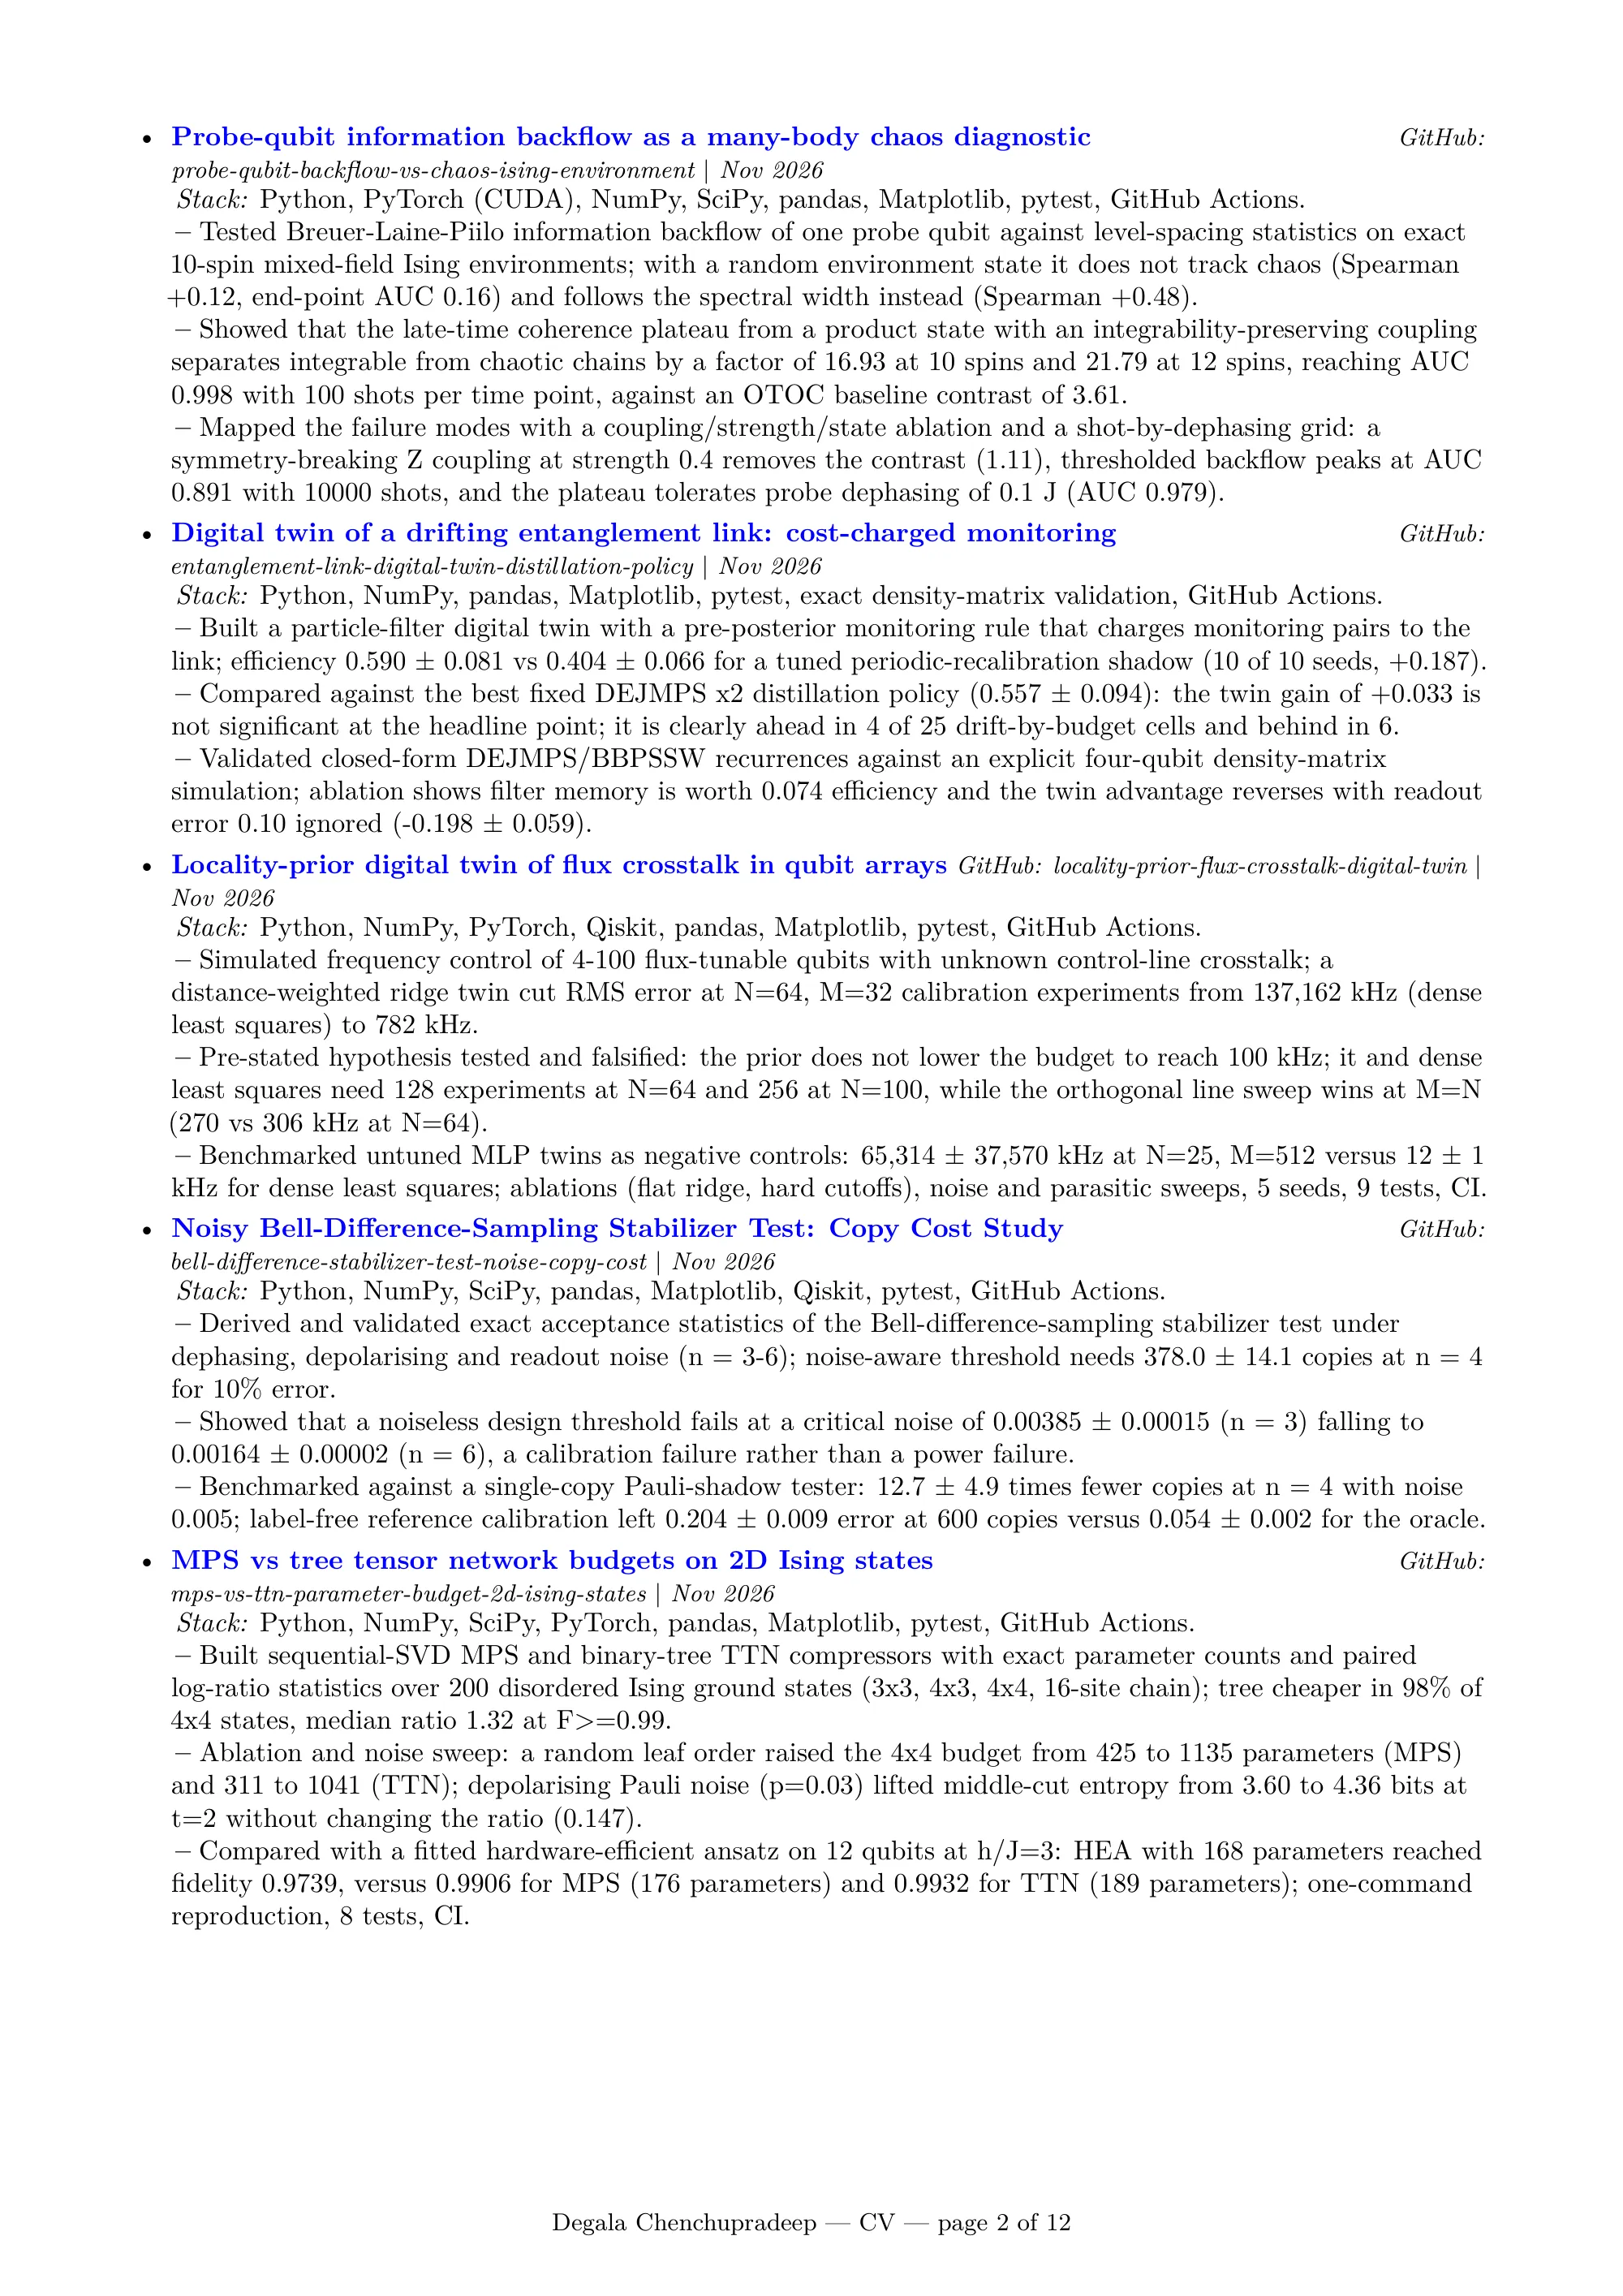 • Probe-qubit information backflow as a many-body chaos diagnostic GitHub:
probe-qubit-backflow-vs-chaos-ising-environment | Nov 2026
Stack: Python, PyTorch (CUDA), NumPy, SciPy, pandas, Matplotlib, pytest, GitHub Actions.
– Tested Breuer-Laine-Piilo information backflow of one probe qubit against level-spacing statistics on exact
10-spin mixed-field Ising environments; with a random environment state it does not track chaos (Spearman
+0.12, end-point AUC 0.16) and follows the spectral width instead (Spearman +0.48).
– Showed that the late-time coherence plateau from a product state with an integrability-preserving coupling
separates integrable from chaotic chains by a factor of 16.93 at 10 spins and 21.79 at 12 spins, reaching AUC
0.998 with 100 shots per time point, against an OTOC baseline contrast of 3.61.
– Mapped the failure modes with a coupling/strength/state ablation and a shot-by-dephasing grid: a
symmetry-breaking Z coupling at strength 0.4 removes the contrast (1.11), thresholded backflow peaks at AUC
0.891 with 10000 shots, and the plateau tolerates probe dephasing of 0.1 J (AUC 0.979).
• Digital twin of a drifting entanglement link: cost-charged monitoring GitHub:
entanglement-link-digital-twin-distillation-policy | Nov 2026
Stack: Python, NumPy, pandas, Matplotlib, pytest, exact density-matrix validation, GitHub Actions.
– Built a particle-filter digital twin with a pre-posterior monitoring rule that charges monitoring pairs to the
link; efficiency 0.590 ± 0.081 vs 0.404 ± 0.066 for a tuned periodic-recalibration shadow (10 of 10 seeds, +0.187).
– Compared against the best fixed DEJMPS x2 distillation policy (0.557 ± 0.094): the twin gain of +0.033 is
not significant at the headline point; it is clearly ahead in 4 of 25 drift-by-budget cells and behind in 6.
– Validated closed-form DEJMPS/BBPSSW recurrences against an explicit four-qubit density-matrix
simulation; ablation shows filter memory is worth 0.074 efficiency and the twin advantage reverses with readout
error 0.10 ignored (-0.198 ± 0.059).
• Locality-prior digital twin of flux crosstalk in qubit arrays GitHub: locality-prior-flux-crosstalk-digital-twin |
Nov 2026
Stack: Python, NumPy, PyTorch, Qiskit, pandas, Matplotlib, pytest, GitHub Actions.
– Simulated frequency control of 4-100 flux-tunable qubits with unknown control-line crosstalk; a
distance-weighted ridge twin cut RMS error at N=64, M=32 calibration experiments from 137,162 kHz (dense
least squares) to 782 kHz.
– Pre-stated hypothesis tested and falsified: the prior does not lower the budget to reach 100 kHz; it and dense
least squares need 128 experiments at N=64 and 256 at N=100, while the orthogonal line sweep wins at M=N
(270 vs 306 kHz at N=64).
– Benchmarked untuned MLP twins as negative controls: 65,314 ± 37,570 kHz at N=25, M=512 versus 12 ± 1
kHz for dense least squares; ablations (flat ridge, hard cutoffs), noise and parasitic sweeps, 5 seeds, 9 tests, CI.
• Noisy Bell-Difference-Sampling Stabilizer Test: Copy Cost Study GitHub:
bell-difference-stabilizer-test-noise-copy-cost | Nov 2026
Stack: Python, NumPy, SciPy, pandas, Matplotlib, Qiskit, pytest, GitHub Actions.
– Derived and validated exact acceptance statistics of the Bell-difference-sampling stabilizer test under
dephasing, depolarising and readout noise (n = 3-6); noise-aware threshold needs 378.0 ± 14.1 copies at n = 4
for 10% error.
– Showed that a noiseless design threshold fails at a critical noise of 0.00385 ± 0.00015 (n = 3) falling to
0.00164 ± 0.00002 (n = 6), a calibration failure rather than a power failure.
– Benchmarked against a single-copy Pauli-shadow tester: 12.7 ± 4.9 times fewer copies at n = 4 with noise
0.005; label-free reference calibration left 0.204 ± 0.009 error at 600 copies versus 0.054 ± 0.002 for the oracle.
• MPS vs tree tensor network budgets on 2D Ising states GitHub:
mps-vs-ttn-parameter-budget-2d-ising-states | Nov 2026
Stack: Python, NumPy, SciPy, PyTorch, pandas, Matplotlib, pytest, GitHub Actions.
– Built sequential-SVD MPS and binary-tree TTN compressors with exact parameter counts and paired
log-ratio statistics over 200 disordered Ising ground states (3x3, 4x3, 4x4, 16-site chain); tree cheaper in 98% of
4x4 states, median ratio 1.32 at F>=0.99.
– Ablation and noise sweep: a random leaf order raised the 4x4 budget from 425 to 1135 parameters (MPS)
and 311 to 1041 (TTN); depolarising Pauli noise (p=0.03) lifted middle-cut entropy from 3.60 to 4.36 bits at
t=2 without changing the ratio (0.147).
– Compared with a fitted hardware-efficient ansatz on 12 qubits at h/J=3: HEA with 168 parameters reached
fidelity 0.9739, versus 0.9906 for MPS (176 parameters) and 0.9932 for TTN (189 parameters); one-command
reproduction, 8 tests, CI.
Degala Chenchupradeep — CV — page 2 of 12